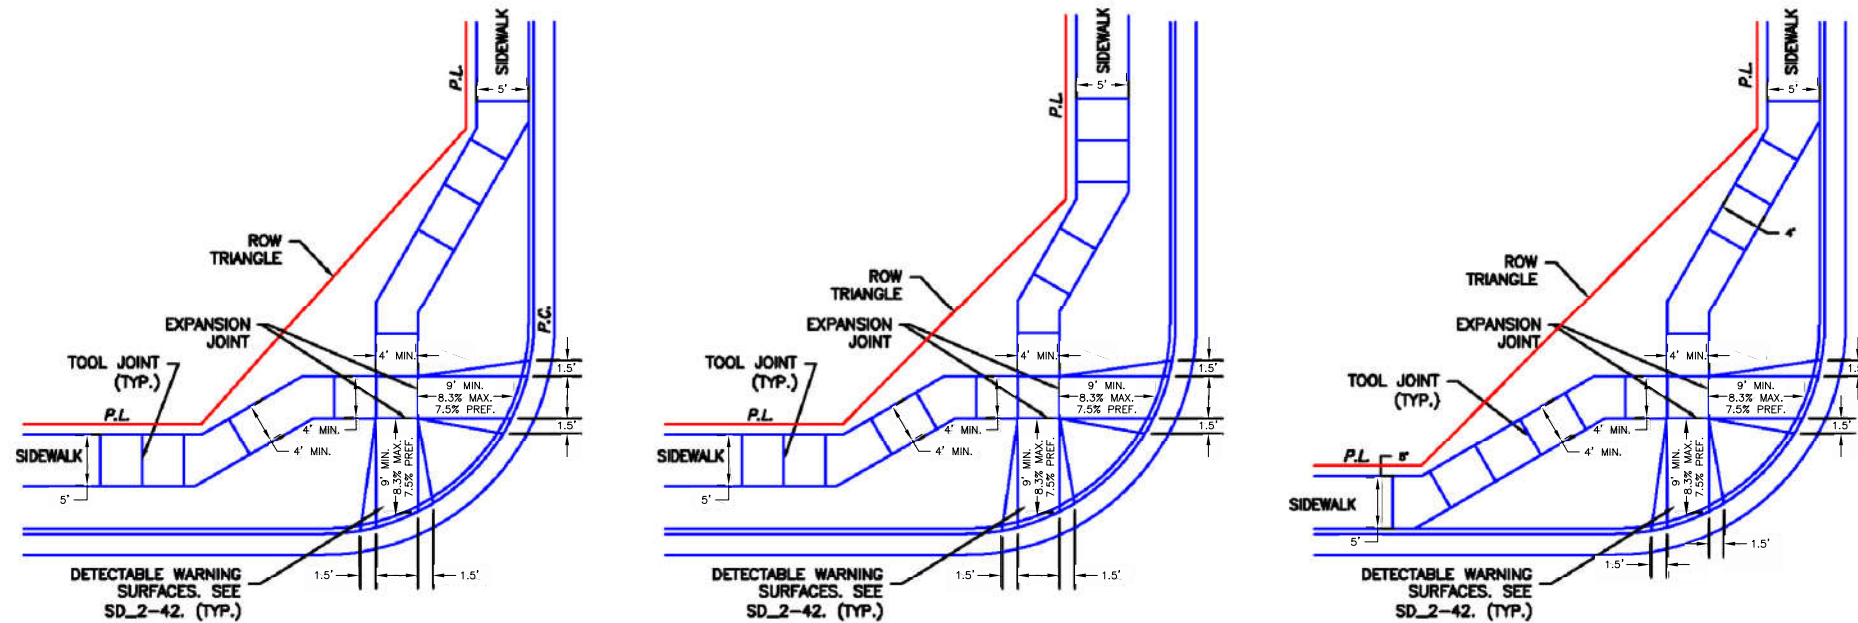 SIDEWALK
P.L.
5'
ROW
TRIANGLE
EXPANSION
JOINT
P.C.
TOOL JOINT
(TYP.)
4' MIN.
1.5'
9' MIN.
8.3% MAX.
7.5% PREF.
P.L.
4' MIN.
1.5'
SIDEWALK
4' MIN.
9' MIN.
8.3% MAX.
7.5% PREF.
5'
DETECTABLE WARNING
SURFACES. SEE
SD_2-42. (TYP.)
1.5'
1.5'
SIDEWALK
P.L.
5'
ROW
TRIANGLE
EXPANSION
JOINT
TOOL JOINT
(TYP.)
4' MIN.
1.5'
9' MIN.
8.3% MAX.
7.5% PREF.
P.L.
4' MIN.
1.5'
SIDEWALK
4' MIN.
9' MIN.
8.3% MAX.
7.5% PREF.
5'
DETECTABLE WARNING
SURFACES. SEE
SD_2-42. (TYP.)
1.5'
1.5'
SIDEWALK
P.L.
5'
4'
ROW
TRIANGLE
EXPANSION
JOINT
TOOL JOINT
(TYP.)
4' MIN.
1.5'
9' MIN.
8.3% MAX.
7.5% PREF.
4' MIN.
1.5'
P.L.
4' MIN.
9' MIN.
8.3% MAX.
7.5% PREF.
SIDEWALK
5'
DETECTABLE WARNING
SURFACES. SEE
SD_2-42. (TYP.)
1.5'
1.5'